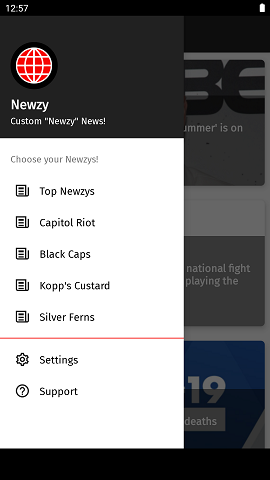 12:57
Newzy
Custom "Newzy" News!
Choose your Newzys!
Top Newzys
Capitol Riot
Black Caps
Kopp's Custard
Silver Ferns
Settings
Support
ummer' is on
national fight
playing the
19
deaths